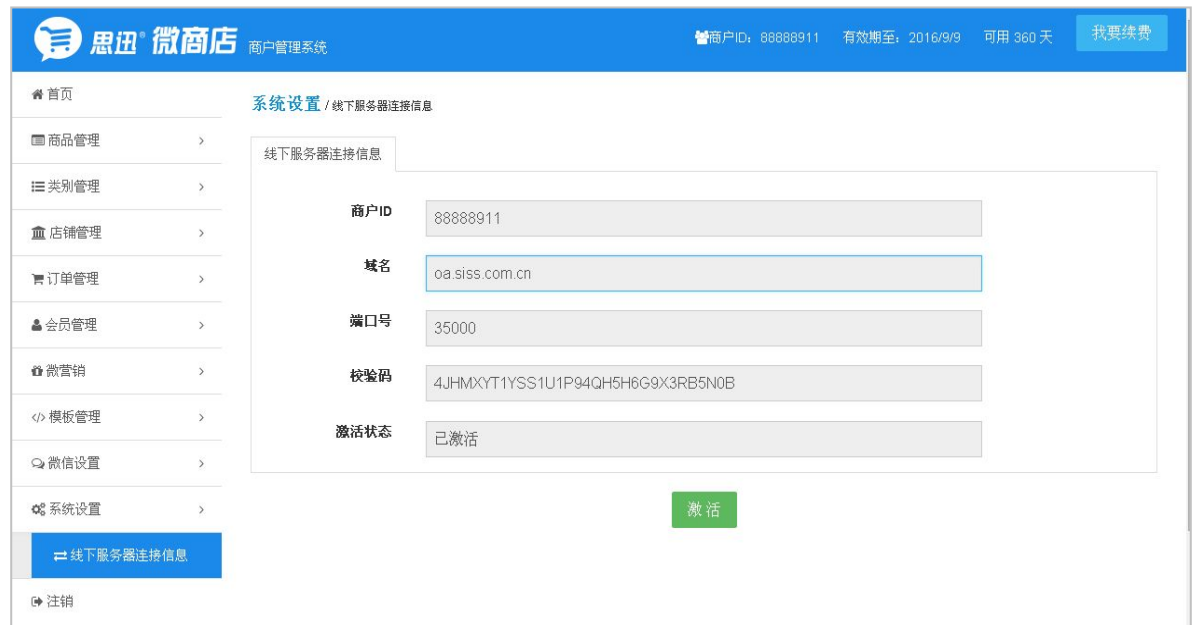 思迅® 微商店 商户管理系统 商户ID：88888911 有效期至：2016/9/9 可用 360 天 我要续费
首页
商品管理
类别管理
店铺管理
订单管理
会员管理
微营销
模板管理
微信设置
系统设置
线下服务器连接信息
注销
系统设置 / 线下服务器连接信息
线下服务器连接信息
商户ID 88888911
域名 oa.siss.com.cn
端口号 35000
校验码 4JHMXYT1YSS1U1P94QH5H6G9X3RB5N0B
激活状态 已激活
激 活